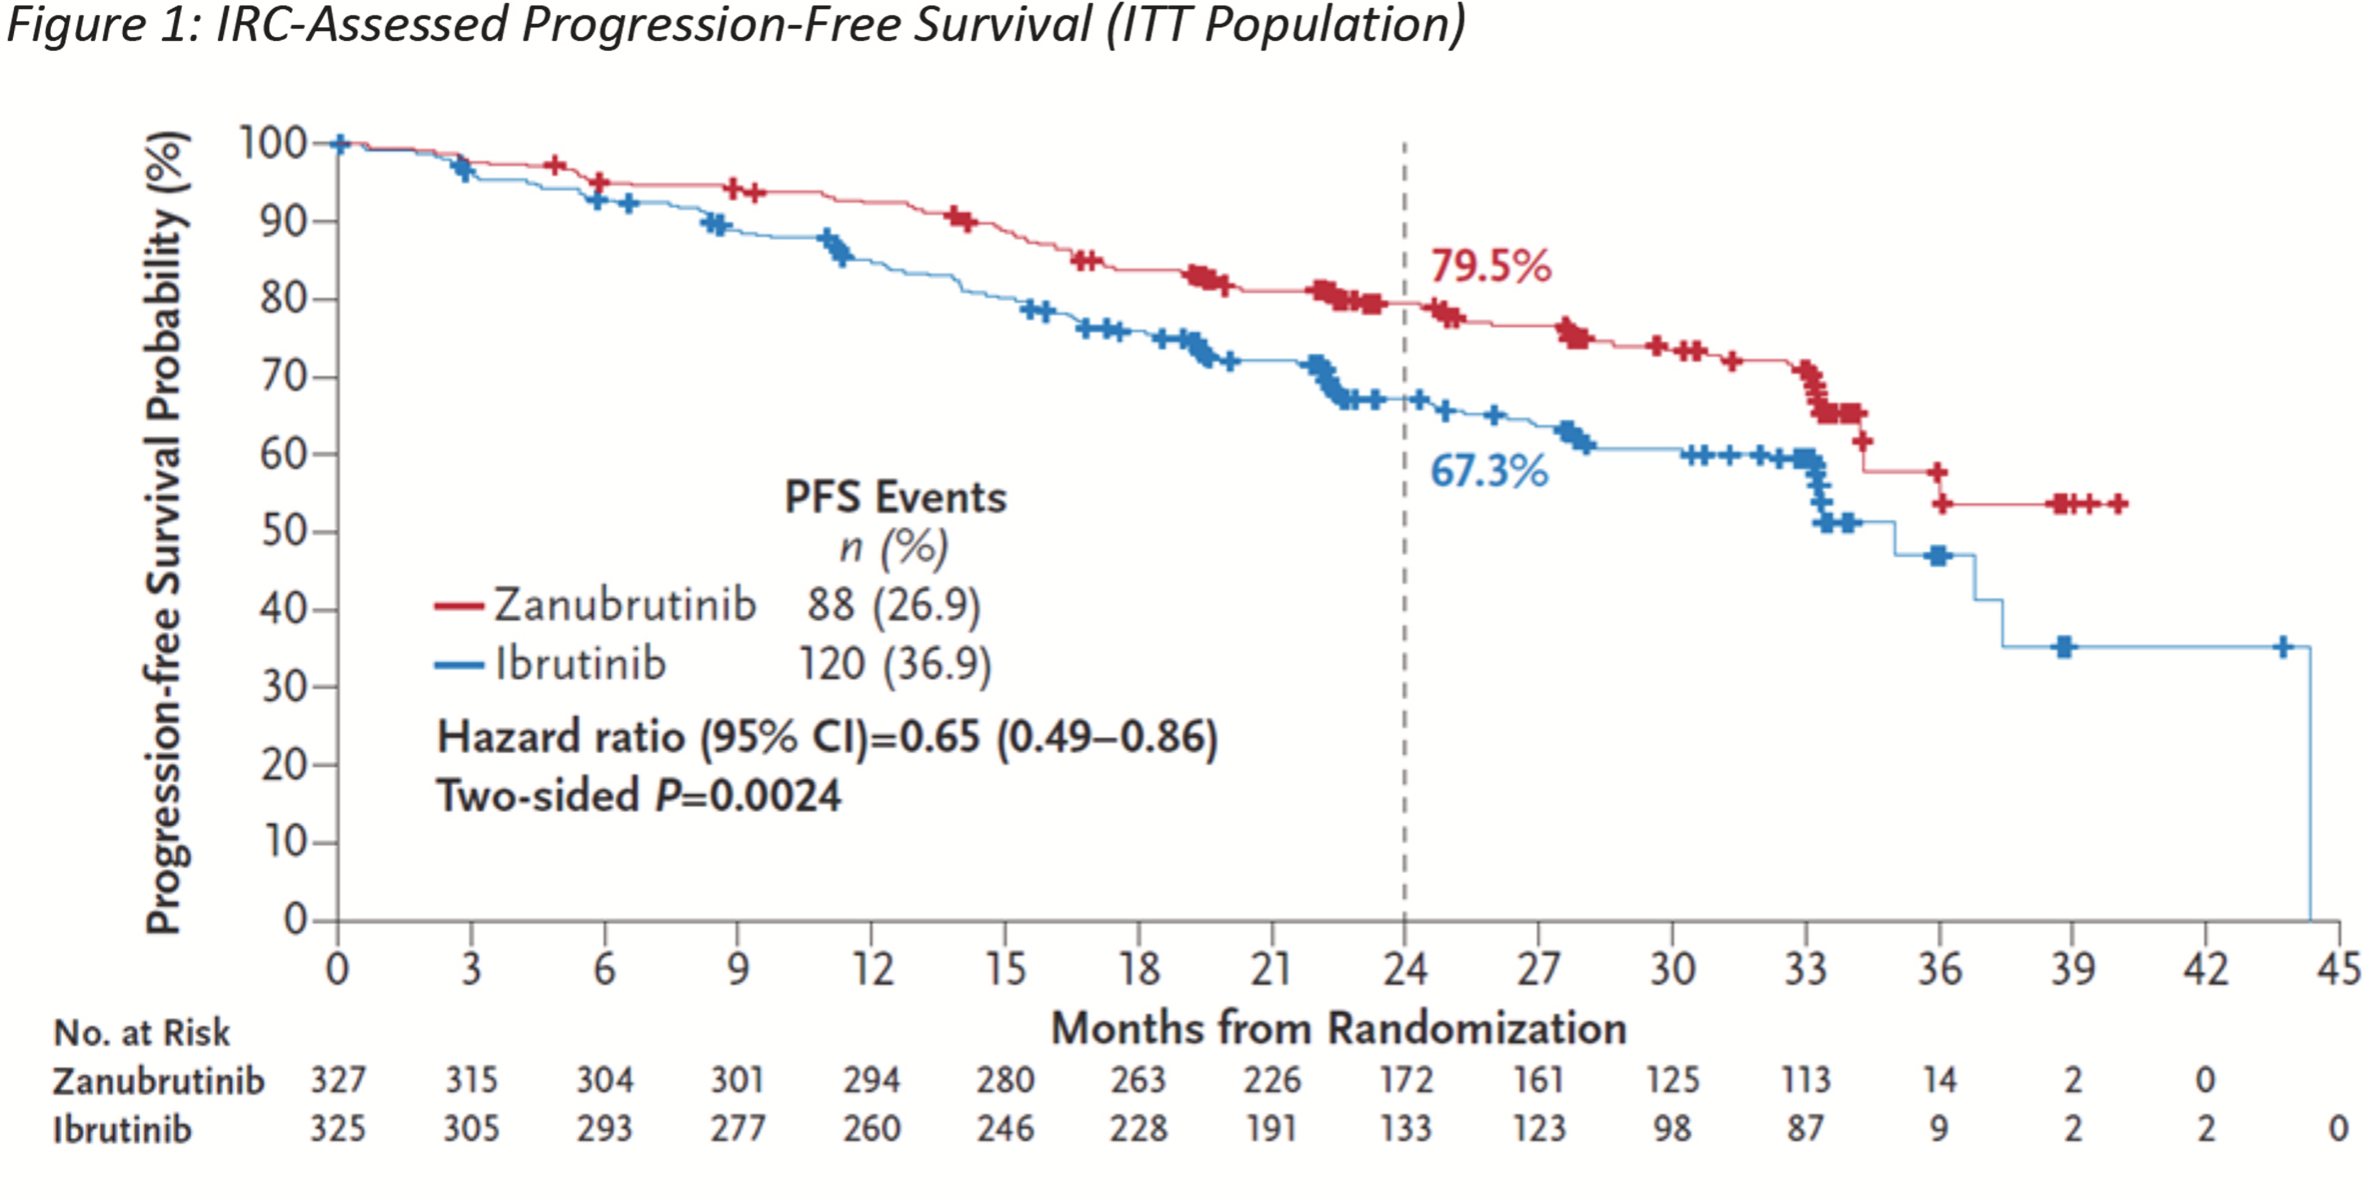 Figure 1: IRC-Assessed Progression-Free Survival (ITT Population)
Progression-free Survival Probability (%)
100
90
80
70
60
50
40
30
20
10
0
79.5%
67.3%
PFS Events
n (%)
Zanubrutinib 88 (26.9)
Ibrutinib 120 (36.9)
Hazard ratio (95% CI)=0.65 (0.49–0.86)
Two-sided P=0.0024
0 3 6 9 12 15 18 21 24 27 30 33 36 39 42 45
Months from Randomization
No. at Risk
Zanubrutinib 327 315 304 301 294 280 263 226 172 161 125 113 14 2 0
Ibrutinib 325 305 293 277 260 246 228 191 133 123 98 87 9 2 2 0